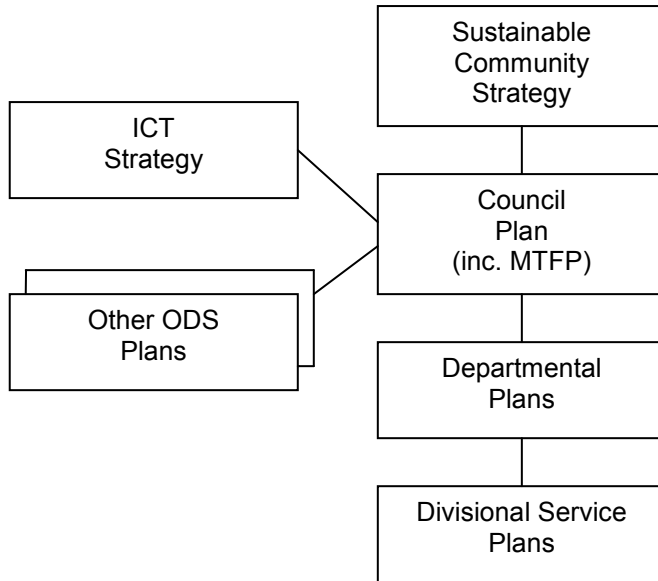 Sustainable
Community
Strategy
ICT
Strategy
Council
Plan
(inc. MTFP)
Other ODS
Plans
Departmental
Plans
Divisional Service
Plans